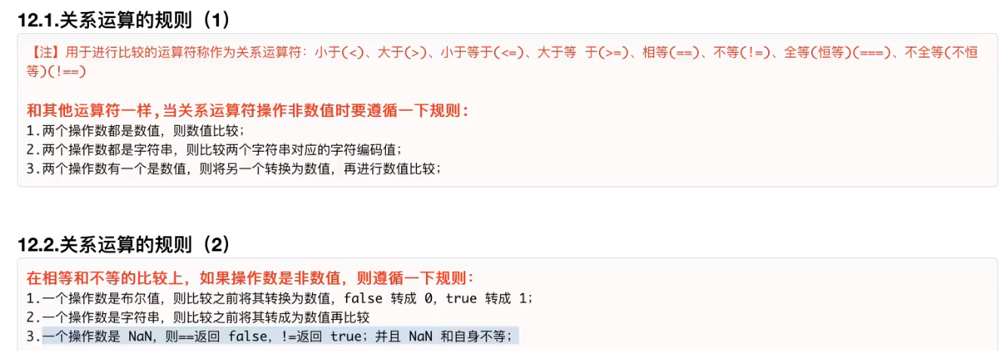 12.1.关系运算的规则（1）
【注】用于进行比较的运算符称作为关系运算符：小于(<)、大于(>)、小于等于(<=)、大于等 于(>=)、相等(==)、不等(!=)、全等(恒等)(===)、不全等(不恒
等)(!==)
和其他运算符一样,当关系运算符操作非数值时要遵循一下规则:
1.两个操作数都是数值，则数值比较；
2.两个操作数都是字符串，则比较两个字符串对应的字符编码值；
3.两个操作数有一个是数值，则将另一个转换为数值，再进行数值比较；
12.2.关系运算的规则（2）
在相等和不等的比较上，如果操作数是非数值，则遵循一下规则：
1.一个操作数是布尔值，则比较之前将其转换为数值，false 转成 0，true 转成 1；
2.一个操作数是字符串，则比较之前将其转成为数值再比较
3.一个操作数是 NaN，则==返回 false，!=返回 true；并且 NaN 和自身不等；